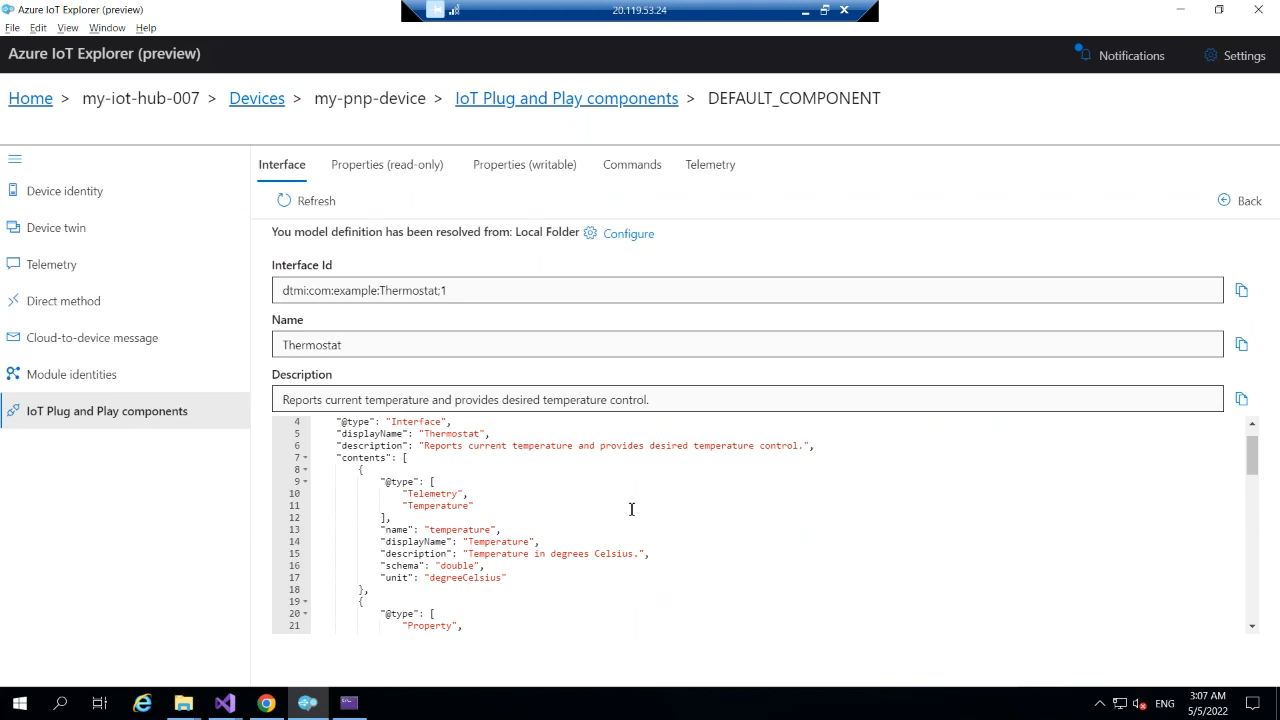 Azure IoT Explorer (preview)
20.119.53.24
File Edit View Window Help
Azure IoT Explorer (preview)
Notifications
Settings
Home > my-iot-hub-007 > Devices > my-pnp-device > IoT Plug and Play components > DEFAULT_COMPONENT
Device identity
Device twin
Telemetry
Direct method
Cloud-to-device message
Module identities
IoT Plug and Play components
Interface Properties (read-only) Properties (writable) Commands Telemetry
Refresh
Back
You model definition has been resolved from: Local Folder Configure
Interface Id
dtmi:com:example:Thermostat;1
Name
Thermostat
Description
Reports current temperature and provides desired temperature control.
4 "@type": "Interface",
5 "displayName": "Thermostat",
6 "description": "Reports current temperature and provides desired temperature control.",
7 "contents": [
8 {
9 "@type": [
10 "Telemetry",
11 "Temperature"
12 ],
13 "name": "temperature",
14 "displayName": "Temperature",
15 "description": "Temperature in degrees Celsius.",
16 "schema": "double",
17 "unit": "degreeCelsius"
18 },
19 {
20 "@type": [
21 "Property",
ENG
3:07 AM
5/5/2022